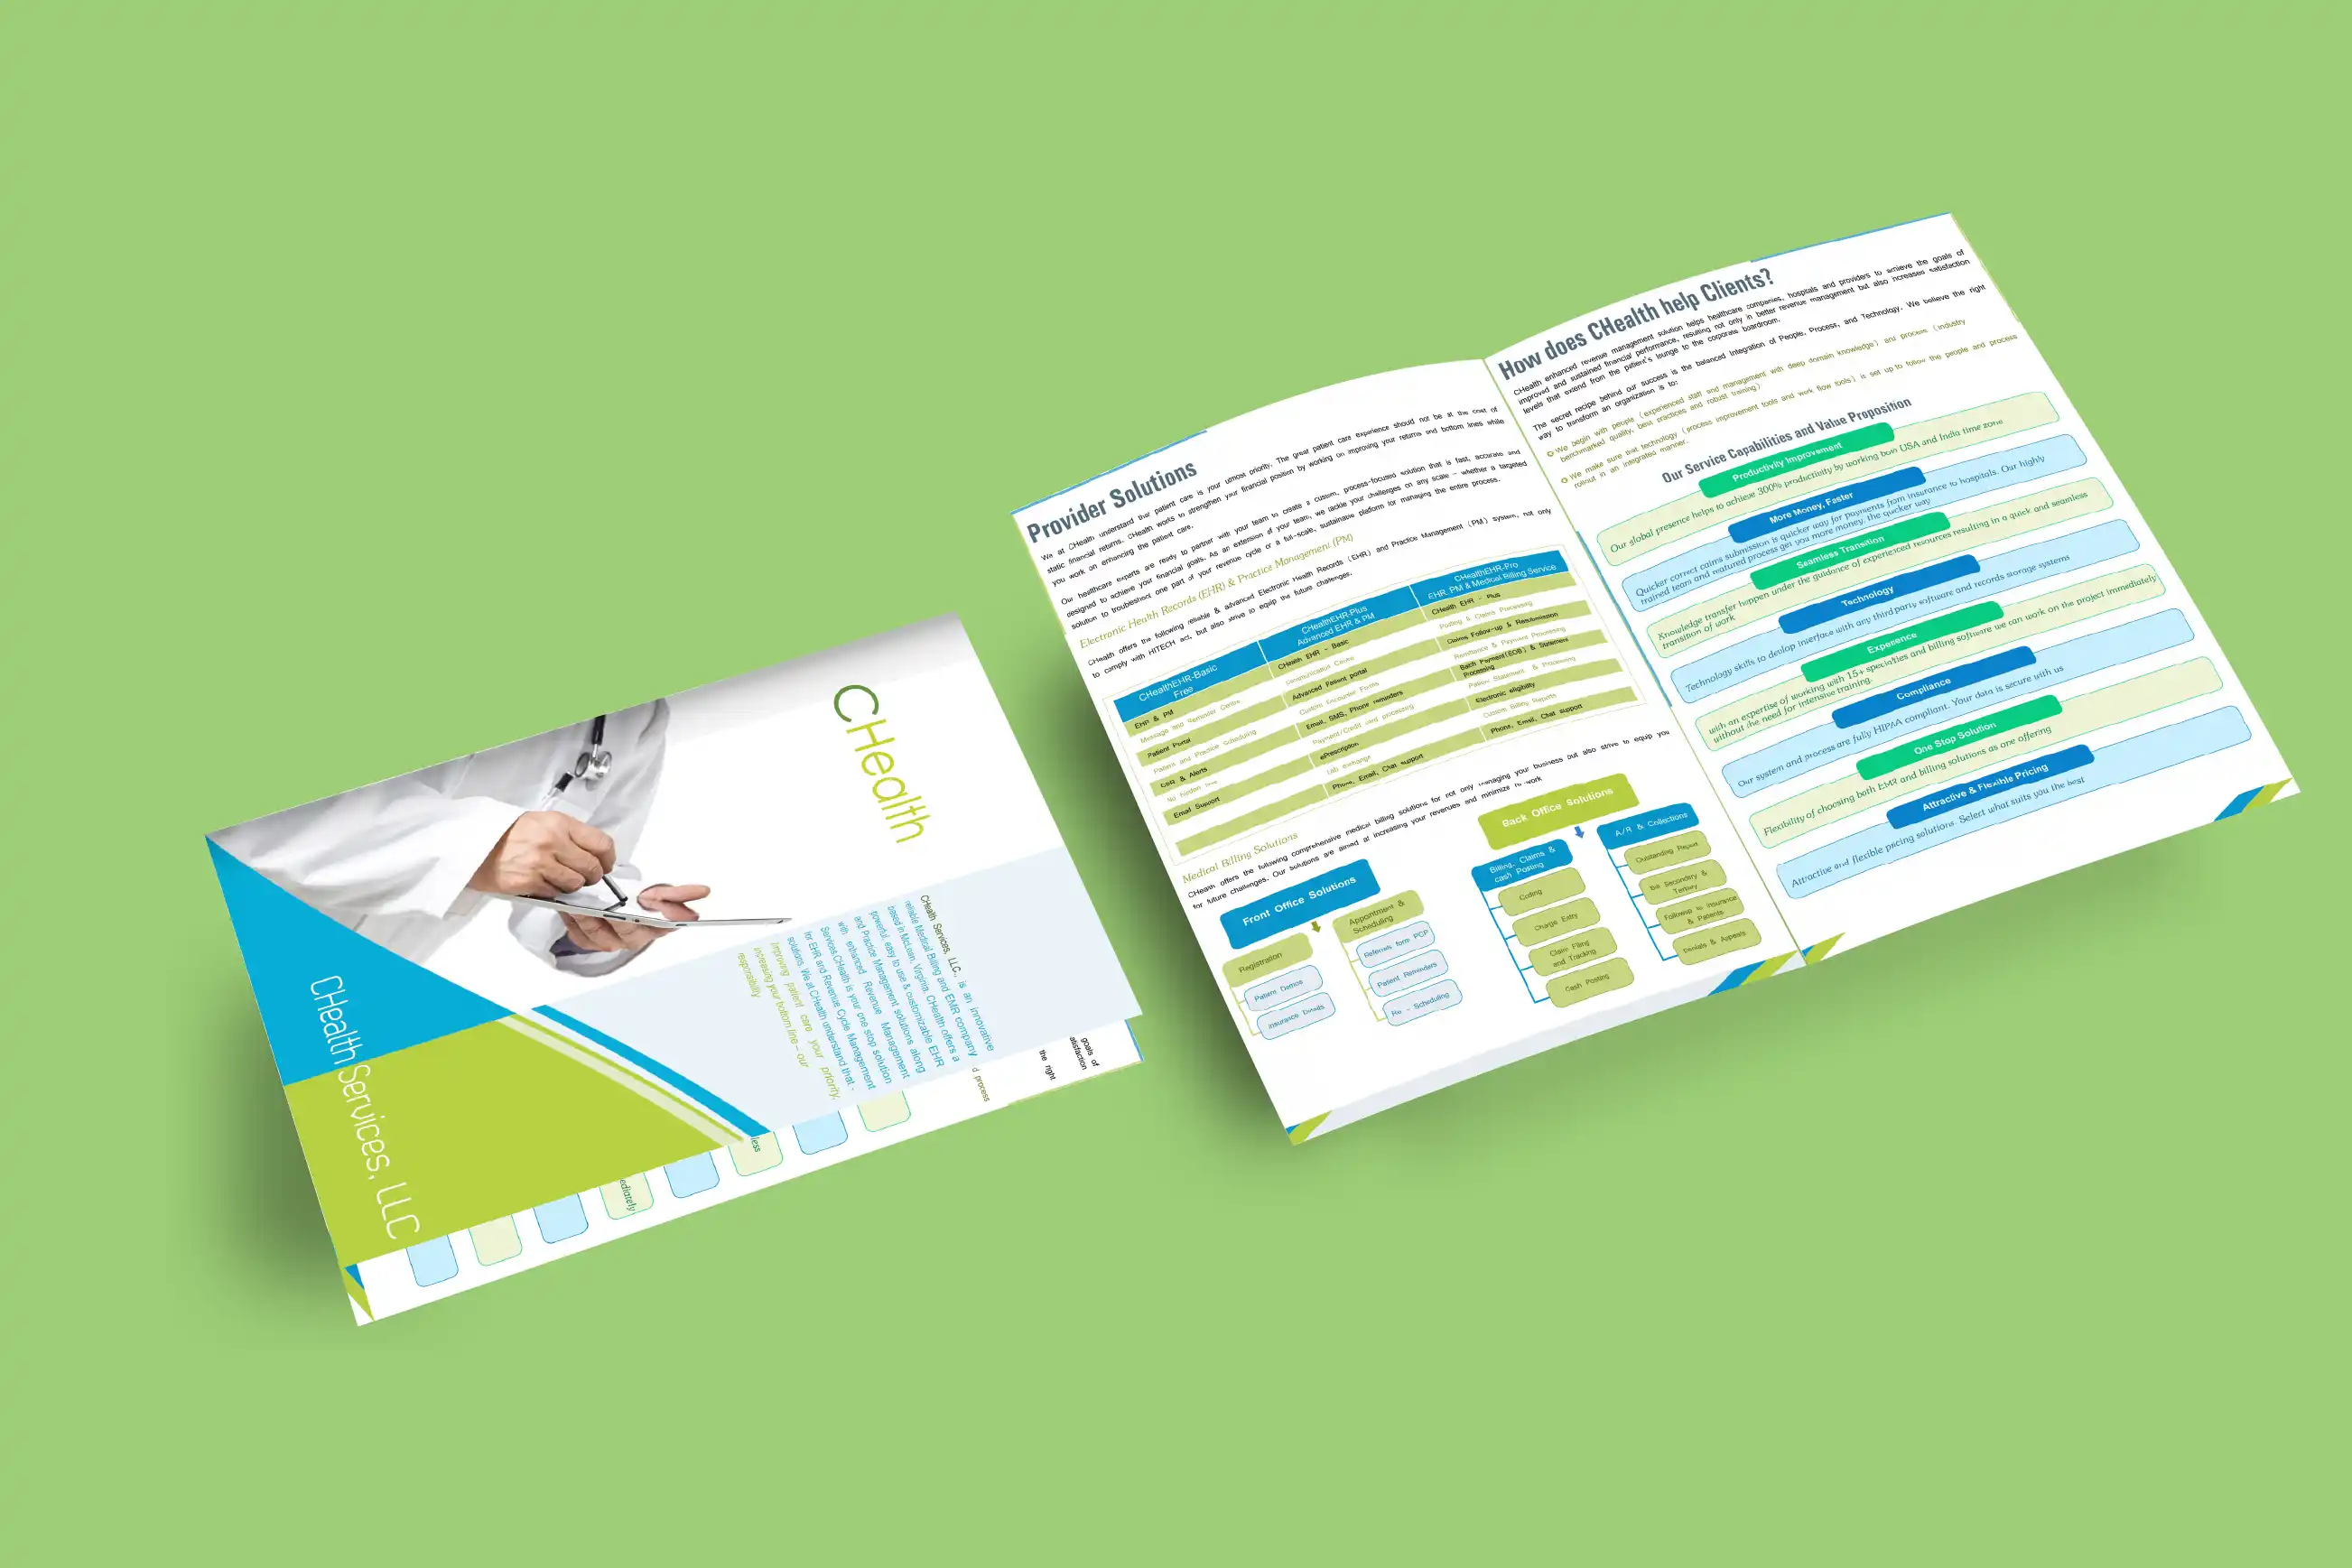 CHealth
CHealth Services, LLC., is an innovative
reliable Medical Billing and EMR company
based in McLean, Virginia. CHealth offers a
powerful, easy to use & customizable EHR
and Practice Management solutions along
with enhanced Revenue Management
Services.CHealth is your one stop solution
for EHR and Revenue Cycle Management
solutions. We at CHealth understand that -
Improving patient care your priority,
increasing your bottom line – our
responsibility
CHealth Services, LLC
goals of
atisfaction
the right
d process
less
ediately
Provider Solutions
We at CHealth understand that patient care is your utmost priority. The great patient care experience should not be at the cost of
static financial returns. CHealth works to strengthen your financial position by working on improving your returns and bottom lines while
you work on enhancing the patient care.
Our healthcare experts are ready to partner with your team to create a custom, process-focused solution that is fast, accurate and
designed to achieve your financial goals. As an extension of your team, we tackle your challenges on any scale – whether a targeted
solution to troubleshoot one part of your revenue cycle or a full-scale, sustainable platform for managing the entire process.
Electronic Health Records (EHR) & Practice Management (PM)
CHealth offers the following reliable & advanced Electronic Health Records (EHR) and Practice Management (PM) system, not only
to comply with HITECH act, but also strive to equip the future challenges.
CHealthEHR-Basic
Free
EHR & PM
Message and Reminder Centre
Patient Portal
Patient and Practice Scheduling
ESR & Alerts
No hidden
Email Support
CHealthEHR-Plus
Advanced EHR & PM
CHealth EHR - Basic
Communication Centre
Advanced Patient portal
Custom Encounter Forms
Email, SMS, Phone reminders
Payment/Credit card processing
ePrescription
Lab exchange
Phone, Email, Chat support
CHealthEHR-Pro
EHR, PM & Medical Billing Service
CHealth EHR - Plus
Posting & Claims Processing
Claims Follow-up & Resubmission
Remittance & Payment Processing
Batch Payment(EOB) & Statement
Processing
Patient Statement & Processing
Electronic eligibility
Custom Billing Reports
Phone, Email, Chat support
Medical Billing Solutions
CHealth offers the following comprehensive medical billing solutions for not only managing your business but also strive to equip you
for future challenges. Our solutions are aimed at increasing your revenues and minimize re-work
Front Office Solutions
Registration
Patient Demos
Insurance Details
Appointment &
Scheduling
Referrals form PCP
Patient Reminders
Re - Scheduling
Back Office Solutions
Billing, Claims &
cash Posting
Coding
Charge Entry
Claim Filing
and Tracking
Cash Posting
A/R & Collections
Outstanding Report
Bill Secondary &
Tertiary
Followup to Insurance
& Patients
Denials & Appeals
How does CHealth help Clients?
CHealth enhanced revenue management solution helps healthcare companies, hospitals and providers to achieve the goals of
improved and sustained financial performance, resulting not only in better revenue management but also increases satisfaction
levels that extend from the patient's lounge to the corporate boardroom.
The secret recipe behind our success is the balanced Integration of People, Process, and Technology. We believe the right
way to transform an organization is to:
We begin with people (experienced staff and management with deep domain knowledge) and process (industry
benchmarked quality, best practices and robust training)
We make sure that technology (process improvement tools and work flow tools) is set up to follow the people and process
rollout in an integrated manner.
Our Service Capabilities and Value Proposition
Productivity Improvement
Our global presence helps to achieve 300% productivity by working both USA and India time zone
More Money, Faster
Quicker correct claims submission is quicker way for payments from insurance to hospitals. Our highly
trained team and matured process get you more money, the quicker way
Seamless Transition
Knowledge transfer happen under the guidance of experienced resources resulting in a quick and seamless
transition of work
Technology
Technology skills to devlop interface with any third party software and records storage systems
Experience
with an expertise of working with 15+ specialties and billing software we can work on the project immediately
without the need for intensive training.
Compliance
Our system and process are fully HIPAA compliant. Your data is secure with us
One Stop Solution
Flexibility of choosing both EMR and billing solutions as one offering
Attractive & Flexible Pricing
Attractive and flexible pricing solutions. Select what suits you the best